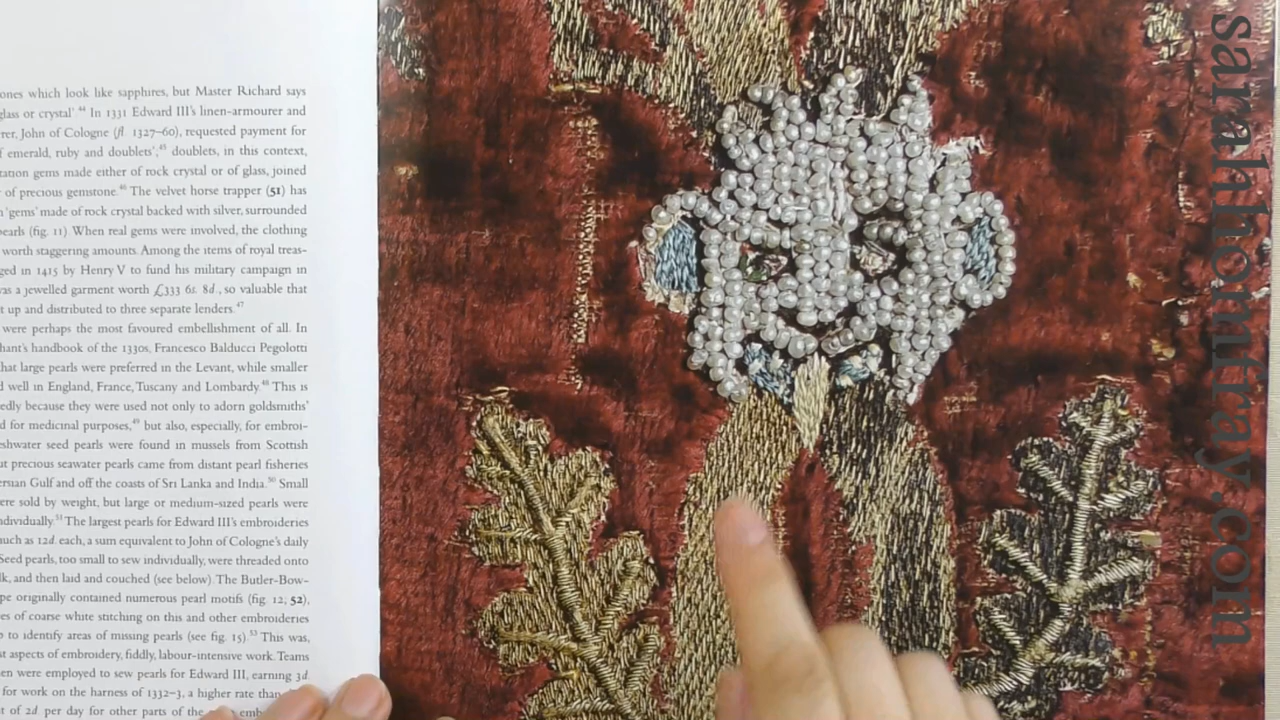 ones which look like sapphires, but Master Richard says
glass or crystal'.44 In 1331 Edward III's linen-armourer and
rer, John of Cologne (fl. 1327–60), requested payment for
f emerald, ruby and doublets',45 doublets, in this context,
tation gems made either of rock crystal or of glass, joined
of precious gemstone.46 The velvet horse trapper (51) has
'gems' made of rock crystal backed with silver, surrounded
pearls (fig. 11) When real gems were involved, the clothing
worth staggering amounts. Among the items of royal treas-
ged in 1415 by Henry V to fund his military campaign in
vas a jewelled garment worth £333 6s. 8d., so valuable that
t up and distributed to three separate lenders.47
were perhaps the most favoured embellishment of all. In
hant's handbook of the 1330s, Francesco Balducci Pegolotti
hat large pearls were preferred in the Levant, while smaller
d well in England, France, Tuscany and Lombardy.48 This is
edly because they were used not only to adorn goldsmiths'
d for medicinal purposes,49 but also, especially, for embroi-
eshwater seed pearls were found in mussels from Scottish
ut precious seawater pearls came from distant pearl fisheries
ersian Gulf and off the coasts of Sri Lanka and India.50 Small
ere sold by weight, but large or medium-sized pearls were
ndividually.51 The largest pearls for Edward III's embroideries
uch as 12d. each, a sum equivalent to John of Cologne's daily
Seed pearls, too small to sew individually, were threaded onto
lk, and then laid and couched (see below). The Butler-Bow-
pe originally contained numerous pearl motifs (fig. 12; 52),
es of coarse white stitching on this and other embroideries
to identify areas of missing pearls (see fig. 15).53 This was,
st aspects of embroidery, fiddly, labour-intensive work. Teams
en were employed to sew pearls for Edward III, earning 3d.
for work on the harness of 1332–3, a higher rate than
t of 2d. per day for other parts of the
sarahhomfray.com